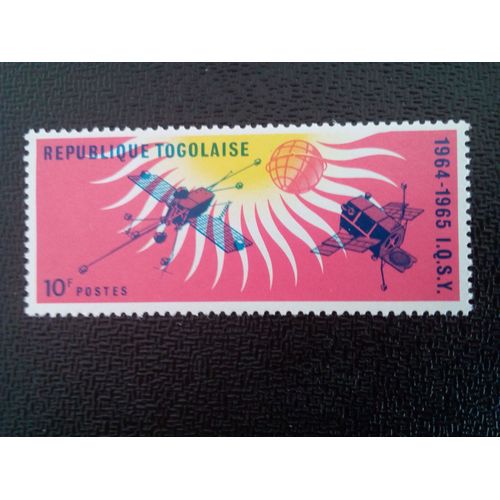 REPUBLIQUE TOGOLAISE
1964-1965 I.Q.S.Y.
10F POSTES